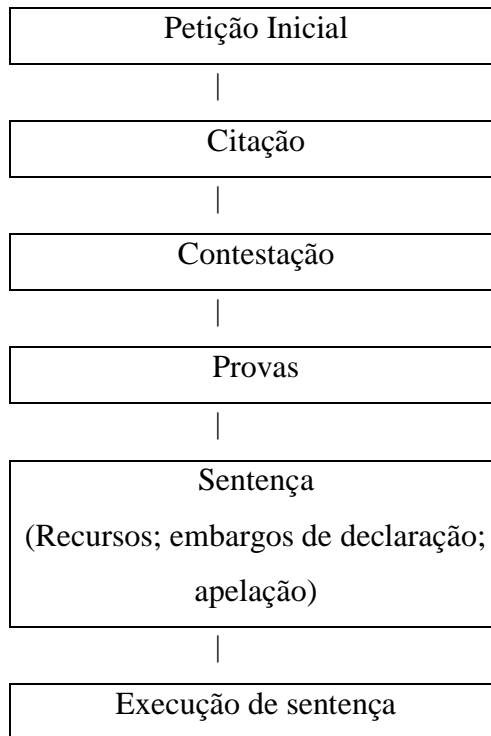 Petição Inicial
Citação
Contestação
Provas
Sentença
(Recursos; embargos de declaração;
apelação)
Execução de sentença